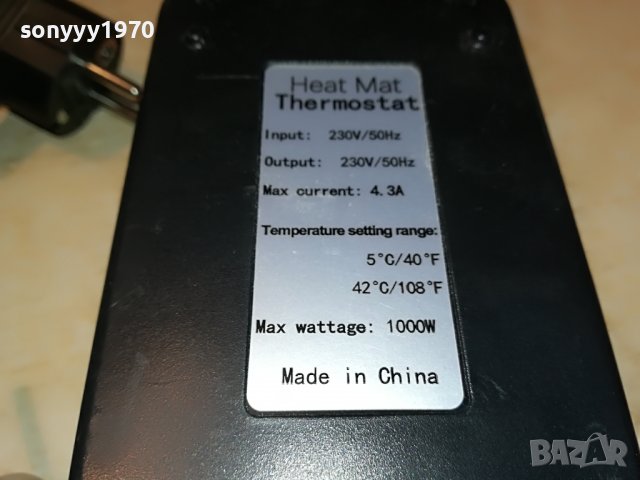 sonyyy1970
Heat Mat
Thermostat
Input: 230V/50Hz
Output: 230V/50Hz
Max current: 4.3A
Temperature setting range:
5°C/40°F
42°C/108°F
Max wattage: 1000W
Made in China
BAZAR